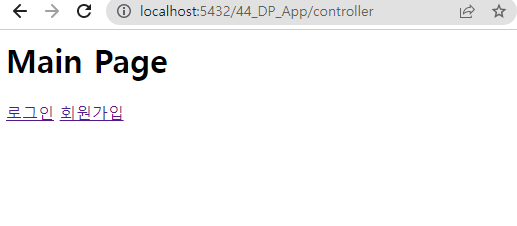 localhost:5432/44_DP_App/controller
Main Page
로그인 회원가입